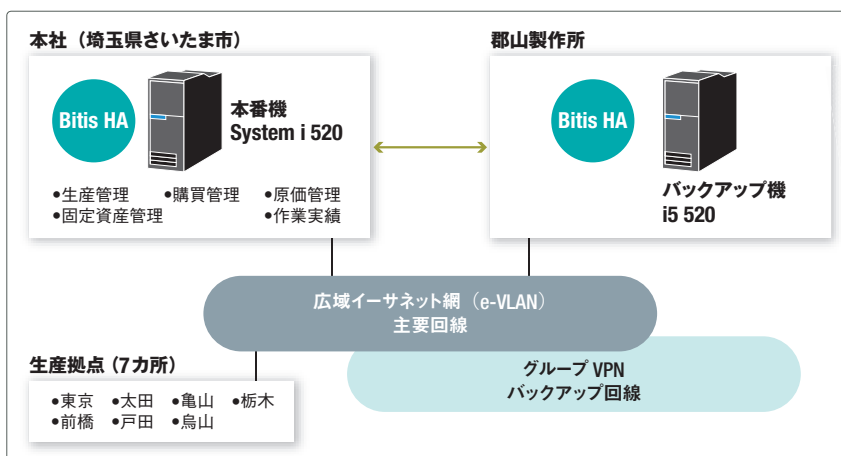 本社（埼玉県さいたま市）
Bitis HA
本番機
System i 520
●生産管理 ●購買管理 ●原価管理
●固定資産管理 ●作業実績
郡山製作所
Bitis HA
バックアップ機
i5 520
広域イーサネット網（e-VLAN）
主要回線
グループ VPN
バックアップ回線
生産拠点（7カ所）
●東京 ●太田 ●亀山 ●栃木
●前橋 ●戸田 ●烏山